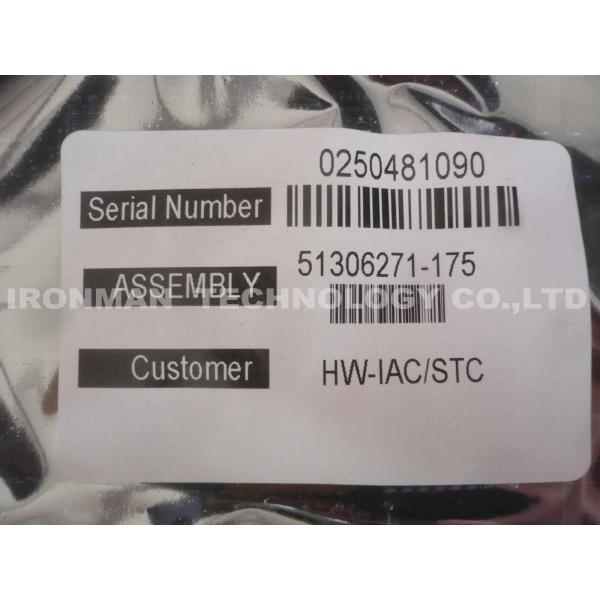 0250481090
Serial Number
51306271-175
ASSEMBLY
IRONMAN TECHNOLOGY CO.,LTD
Customer HW-IAC/STC